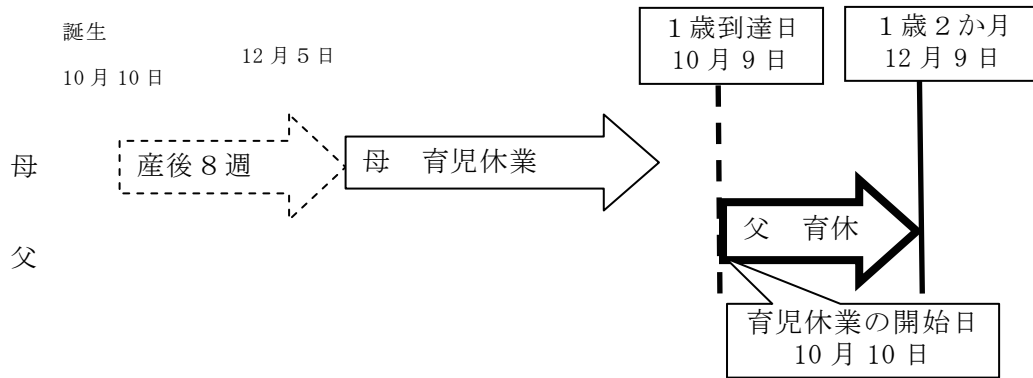 誕生
10月10日
12月5日
1歳到達日
10月9日
1歳2か月
12月9日
母
産後8週
母 育児休業
父
父 育休
育児休業の開始日
10月10日